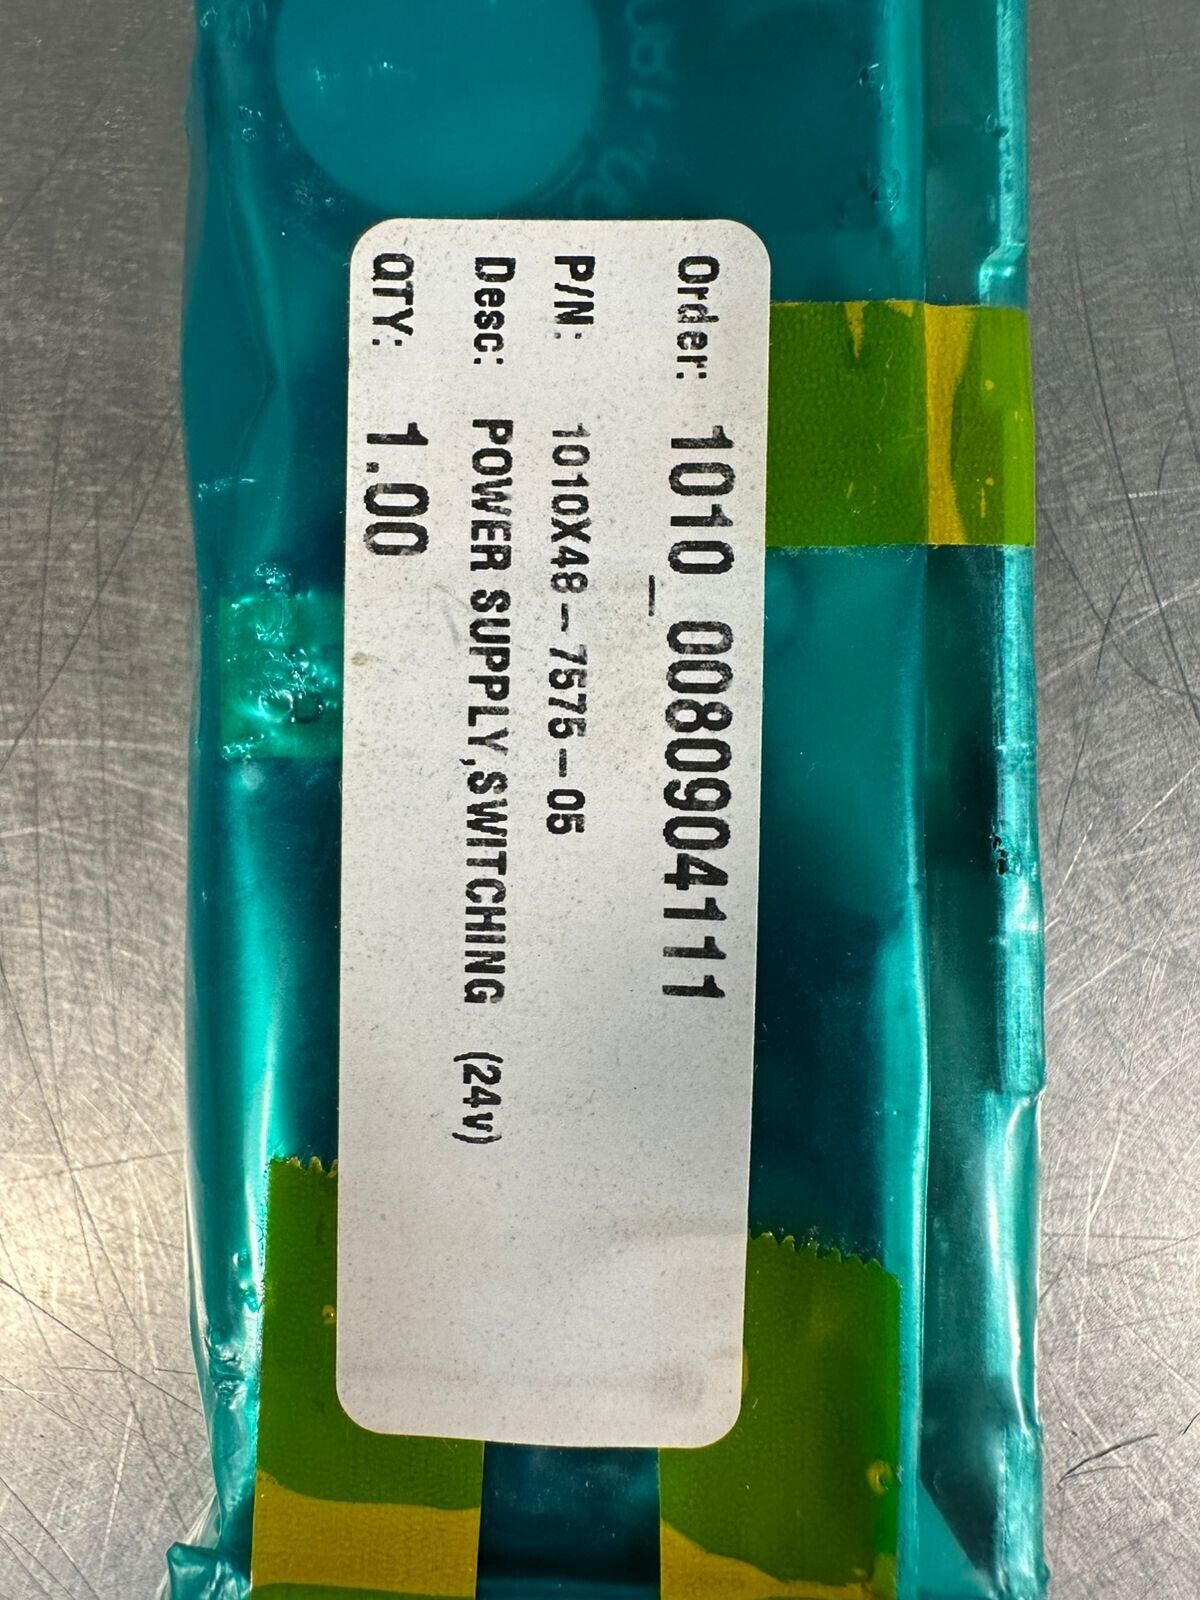 Order: 1010_0080904111
P/N: 1010X48-7575-05
Desc: POWER SUPPLY,SWITCHING (24v)
QTY: 1.00